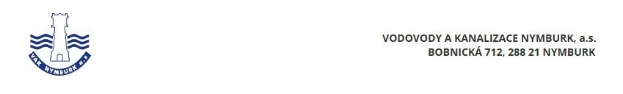 VAK NYMBURK a.s.
VODOVODY A KANALIZACE NYMBURK, a.s.
BOBNICKÁ 712, 288 21 NYMBURK